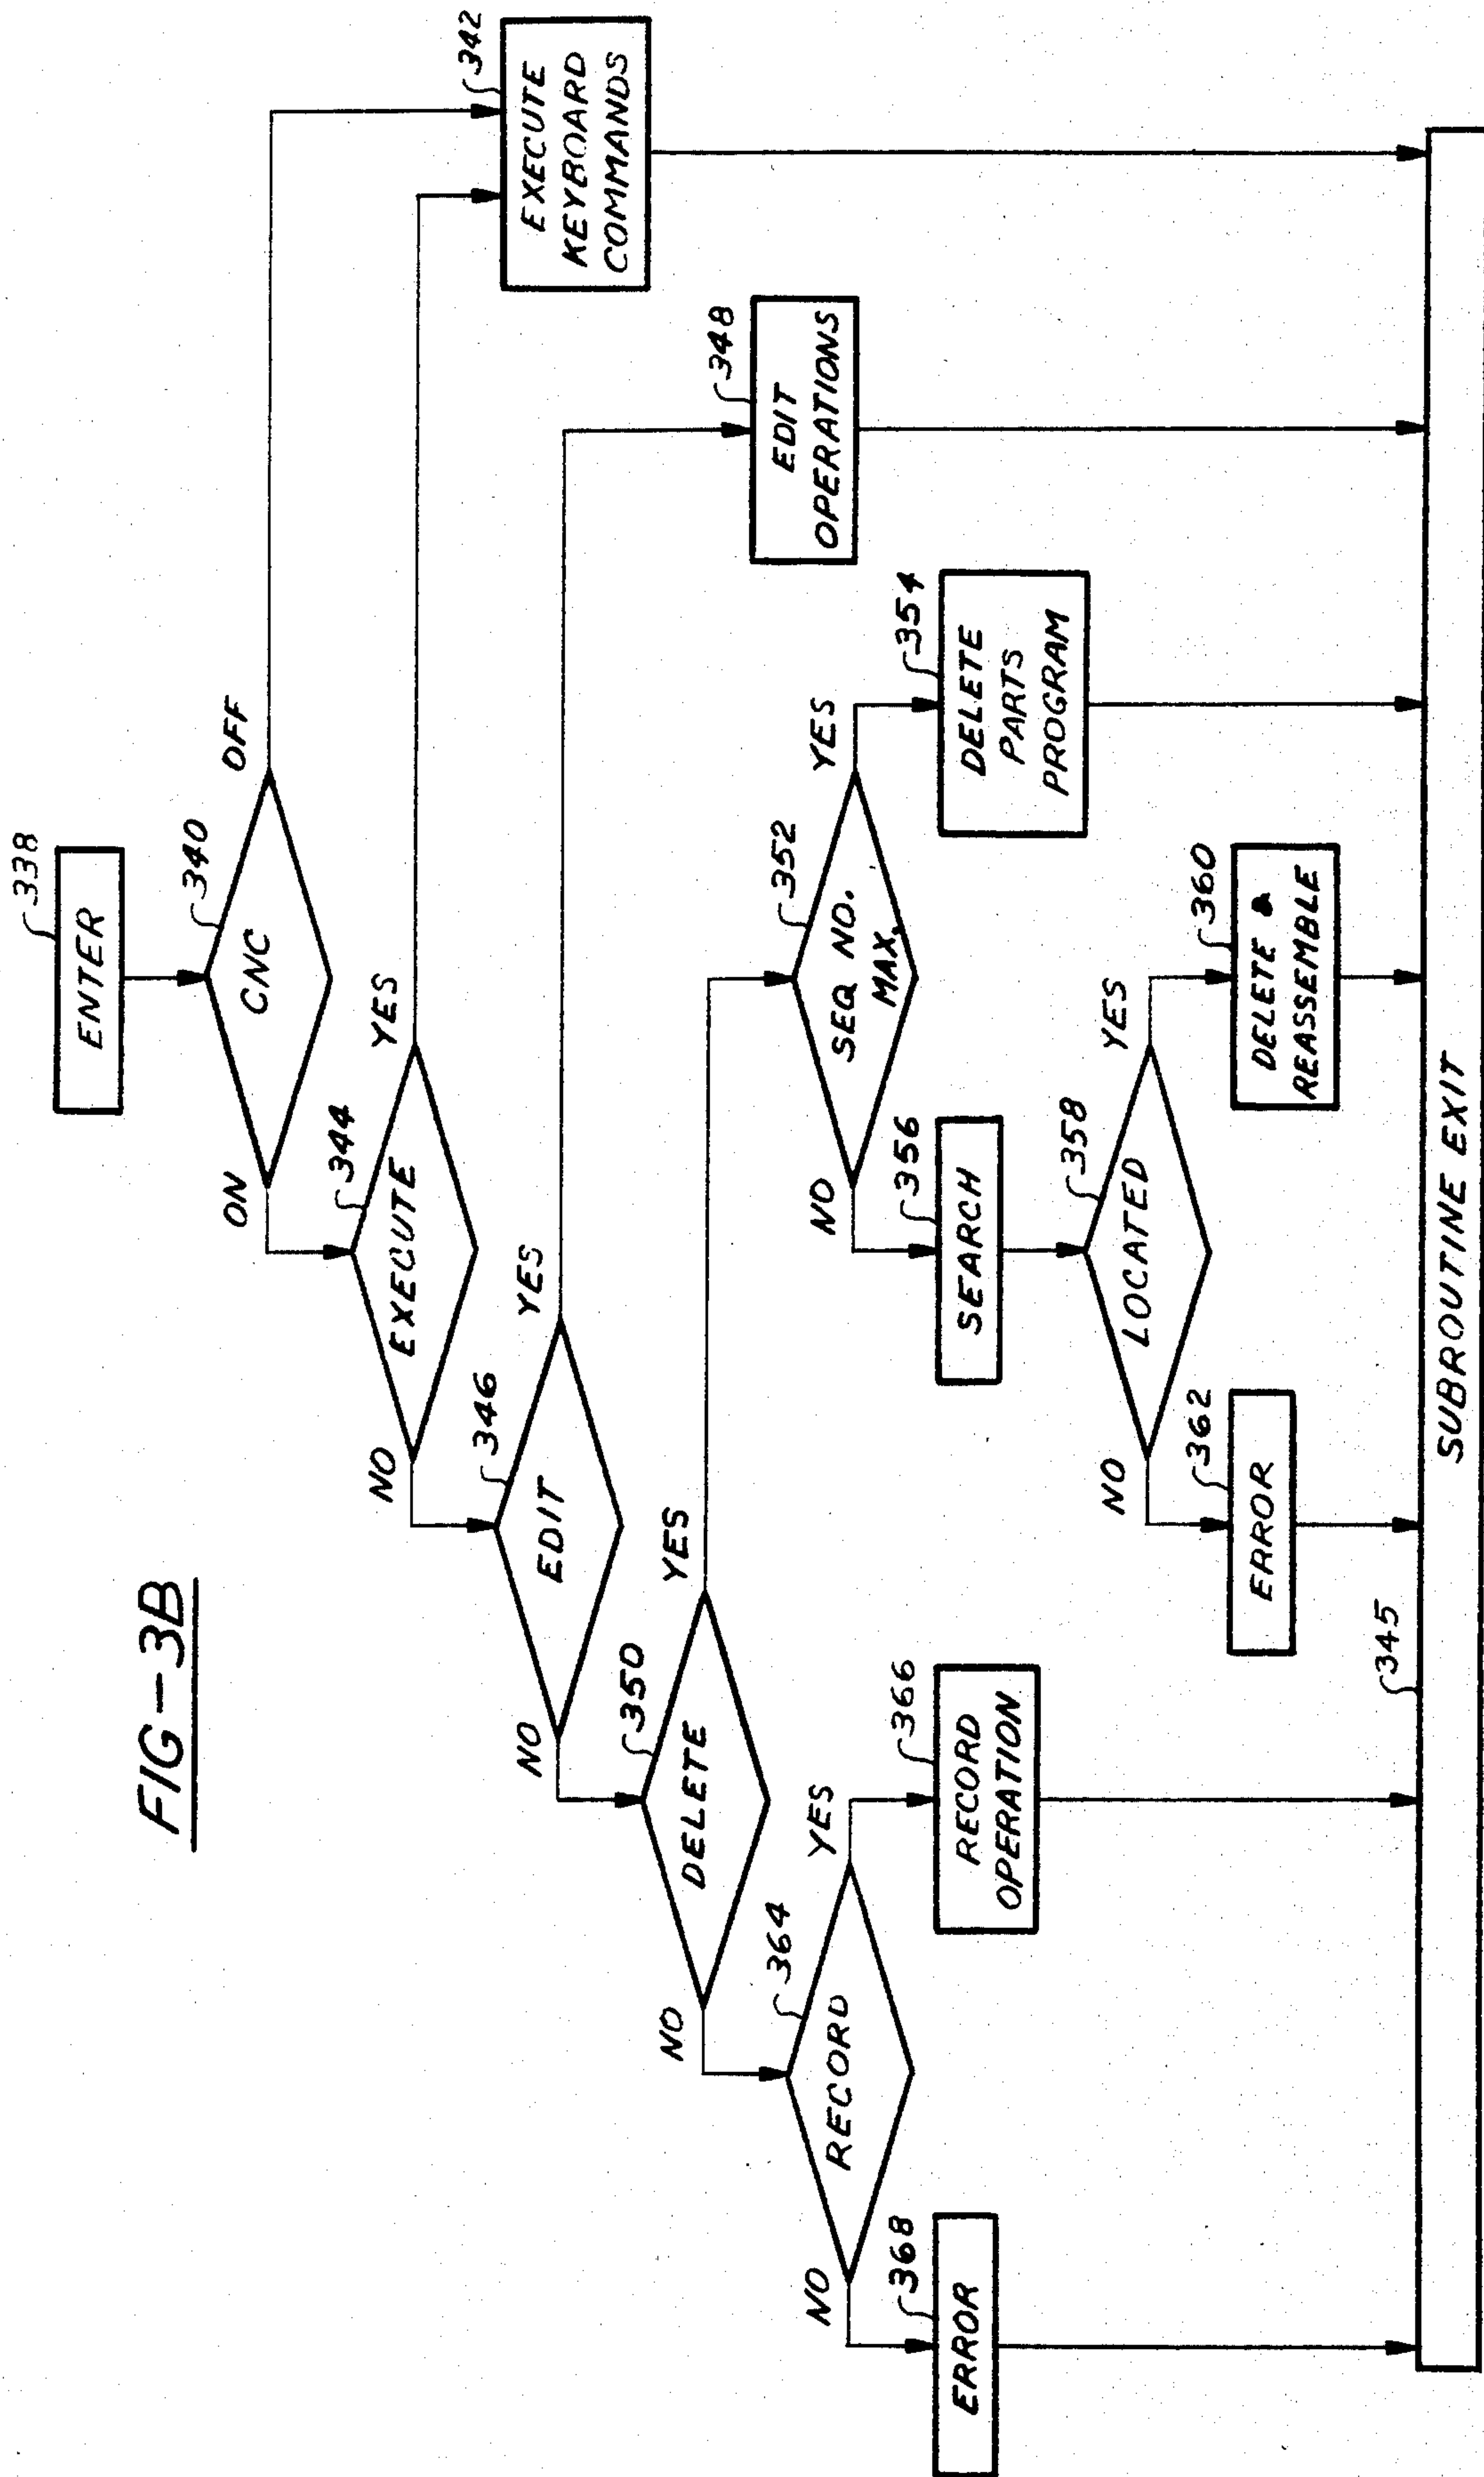 FIG-3B
338
ENTER
340
CNC
ON
OFF
342
EXECUTE
KEYBOARD
COMMANDS
344
EXECUTE
NO
YES
346
EDIT
NO
YES
348
EDIT
OPERATIONS
350
DELETE
NO
YES
352
SEQ NO.
MAX.
NO
YES
354
DELETE
PARTS
PROGRAM
356
SEARCH
358
LOCATED
NO
YES
360
DELETE &
REASSEMBLE
362
ERROR
364
RECORD
NO
YES
366
RECORD
OPERATION
368
ERROR
345
SUBROUTINE EXIT